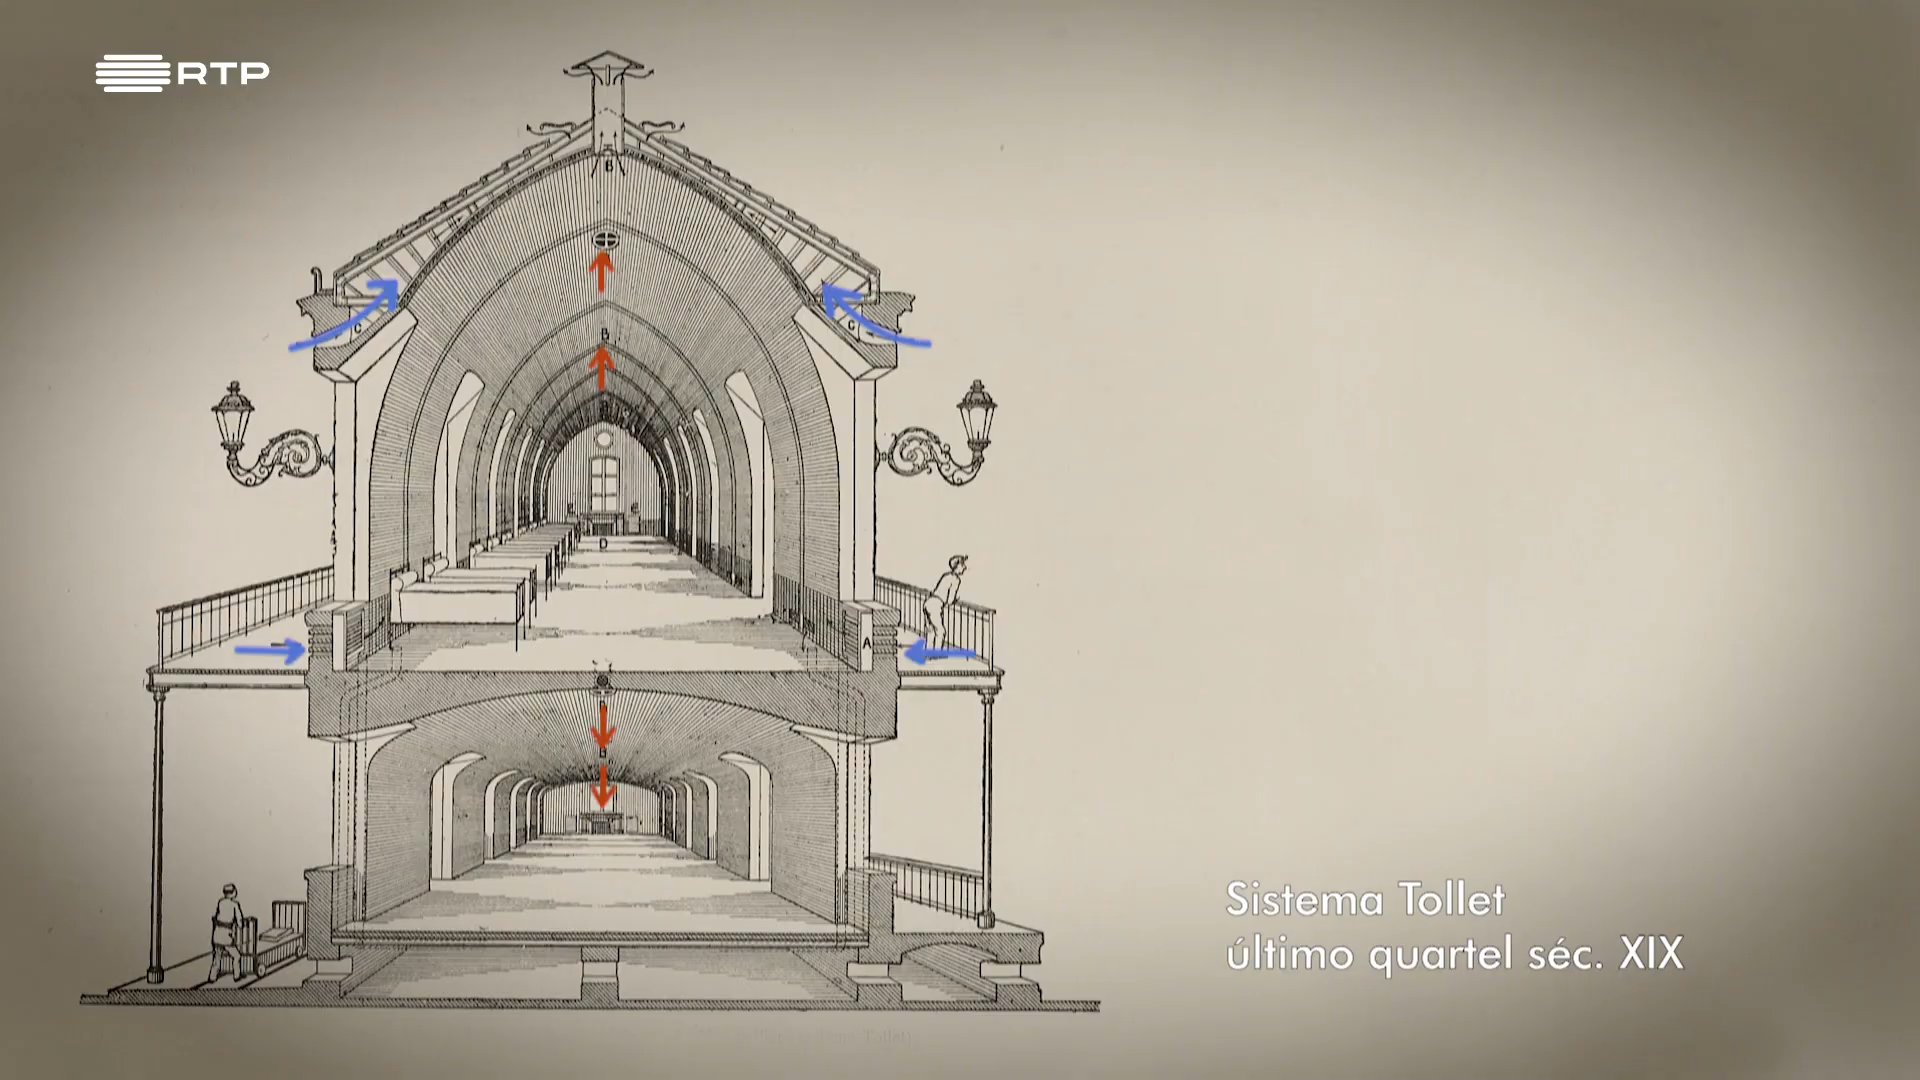 RTP
B
C
C
B
D
A
Sistema Tollet
último quartel séc. XIX